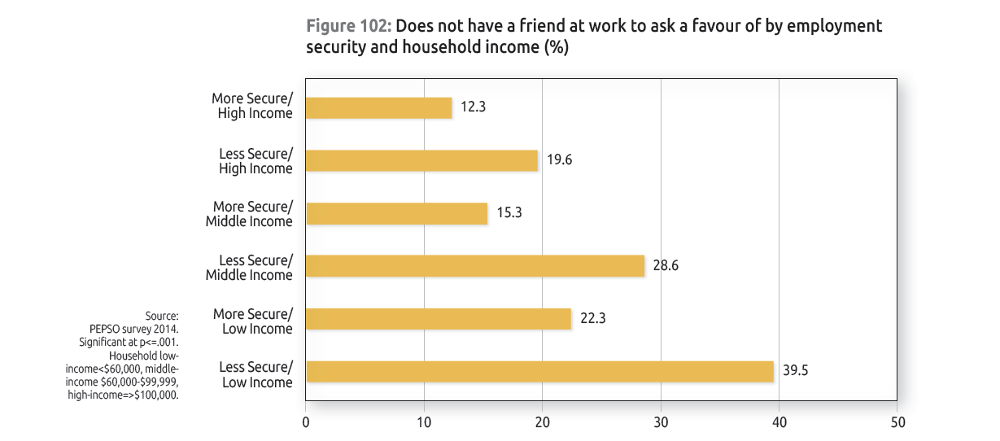 Figure 102: Does not have a friend at work to ask a favour of by employment
security and household income (%)
More Secure/
High Income
12.3
Less Secure/
High Income
19.6
More Secure/
Middle Income
15.3
Less Secure/
Middle Income
28.6
More Secure/
Low Income
22.3
Less Secure/
Low Income
39.5
0 10 20 30 40 50
Source:
PEPSO survey 2014.
Significant at p<=.001.
Household low-
income<$60,000, middle-
income $60,000-$99,999,
high-income=>$100,000.